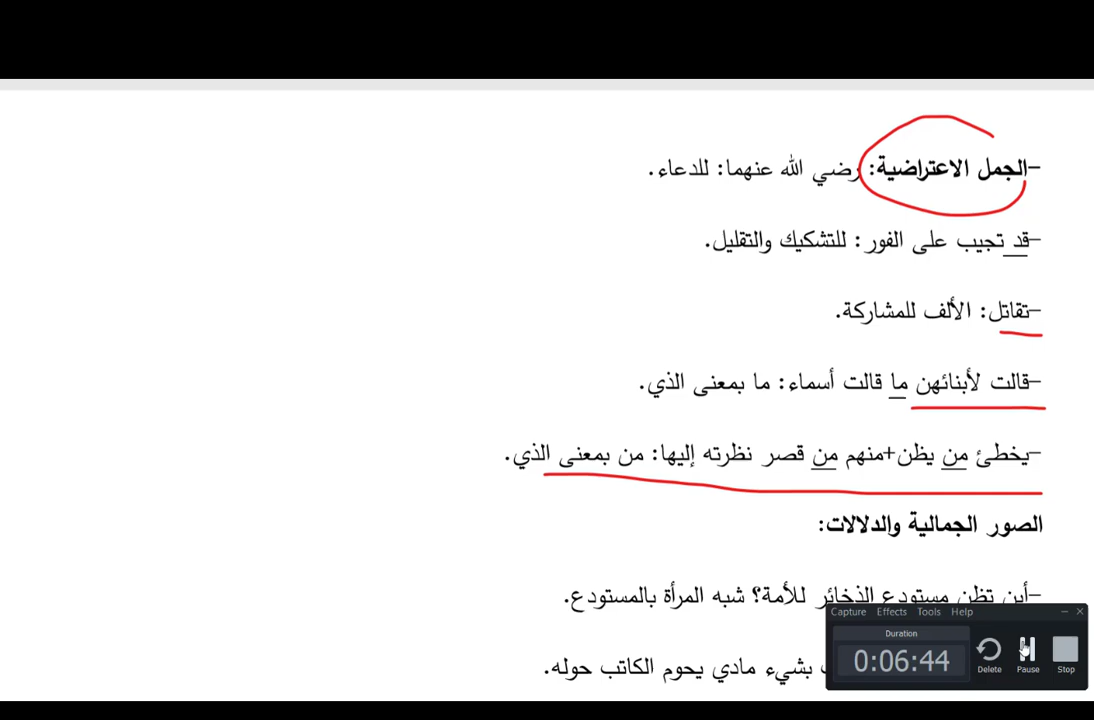 -الجمل الاعتراضية: رضي الله عنهما: للدعاء.
-قد تجيب على الفور: للتشكيك والتقليل.
-تقاتل: الألف للمشاركة.
-قالت لأبنائهن ما قالت أسماء: ما بمعنى الذي.
-يخطئ من يظن+منهم من قصر نظرته إليها: من بمعنى الذي.
الصور الجمالية والدلالات:
-أين تظن مستودع الذخائر للأمة؟ شبه المرأة بالمستودع.
بشيء مادي يحوم الكاتب حوله.
Capture Effects Tools Help
Duration
0:06:44
Delete Pause Stop